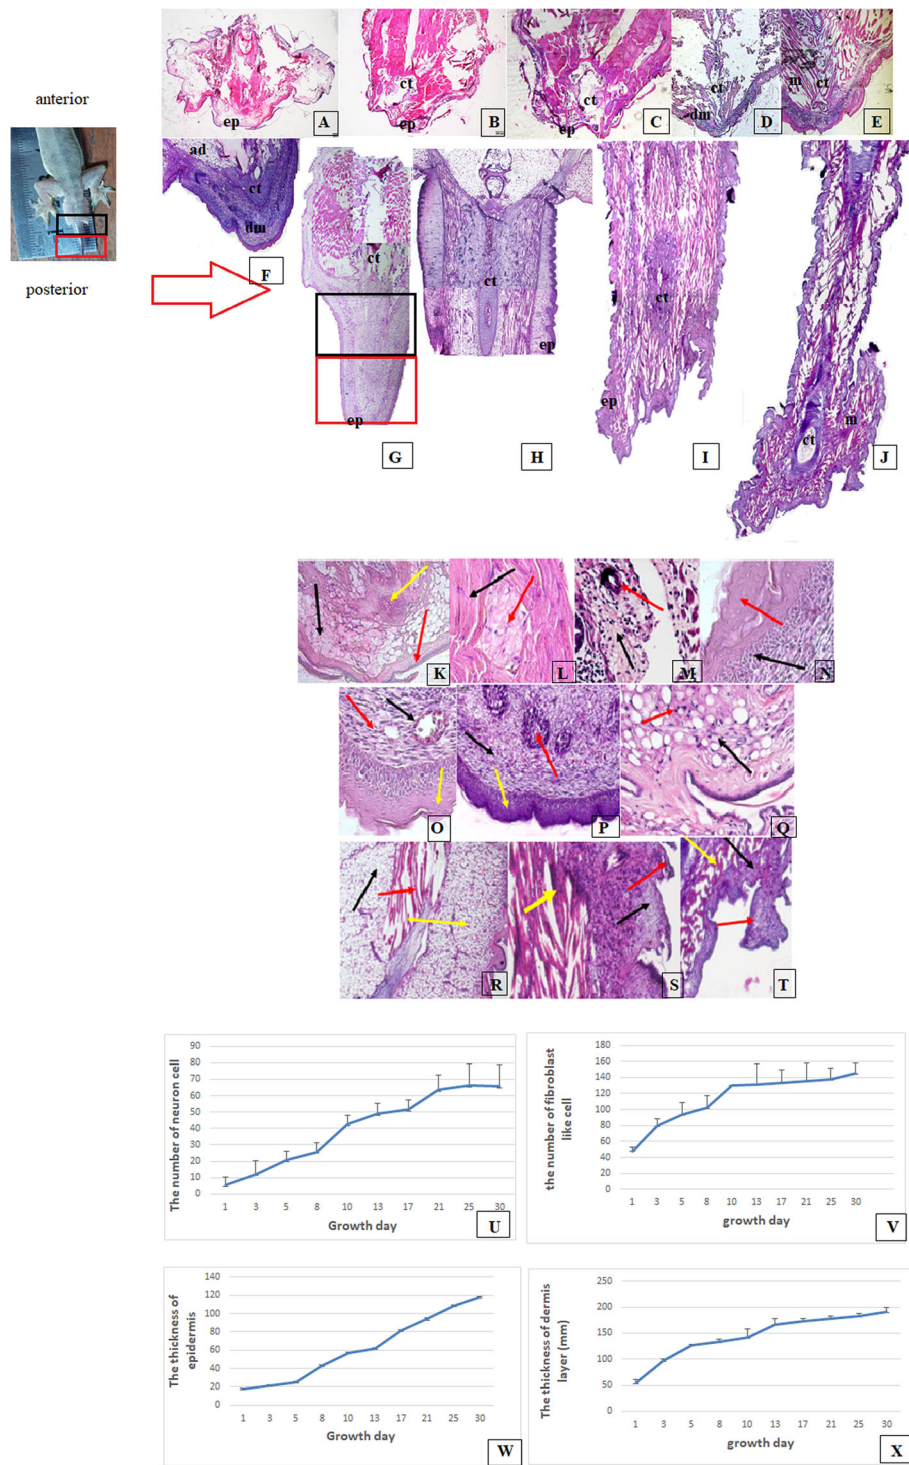 anterior
posterior
ep
A
ct
ep
B
ct
ep
C
ct
dm
D
m
ct
E
ad
ct
dm
F
ct
ep
G
ct
ep
H
ct
ep
I
m
ct
J
K
L
M
N
O
P
Q
R
S
T
The number of neuron cell
90
80
70
60
50
40
30
20
10
0
1 3 5 8 10 13 17 21 25 30
Growth day
U
the number of fibroblast
like cell
180
160
140
120
100
80
60
40
20
0
1 3 5 8 10 13 17 21 25 30
growth day
V
The thickness of
epidermis
140
120
100
80
60
40
20
0
1 3 5 8 10 13 17 21 25 30
Growth day
W
The thickness of dermis
layer (mm)
250
200
150
100
50
0
1 3 5 8 10 13 17 21 25 30
growth day
X